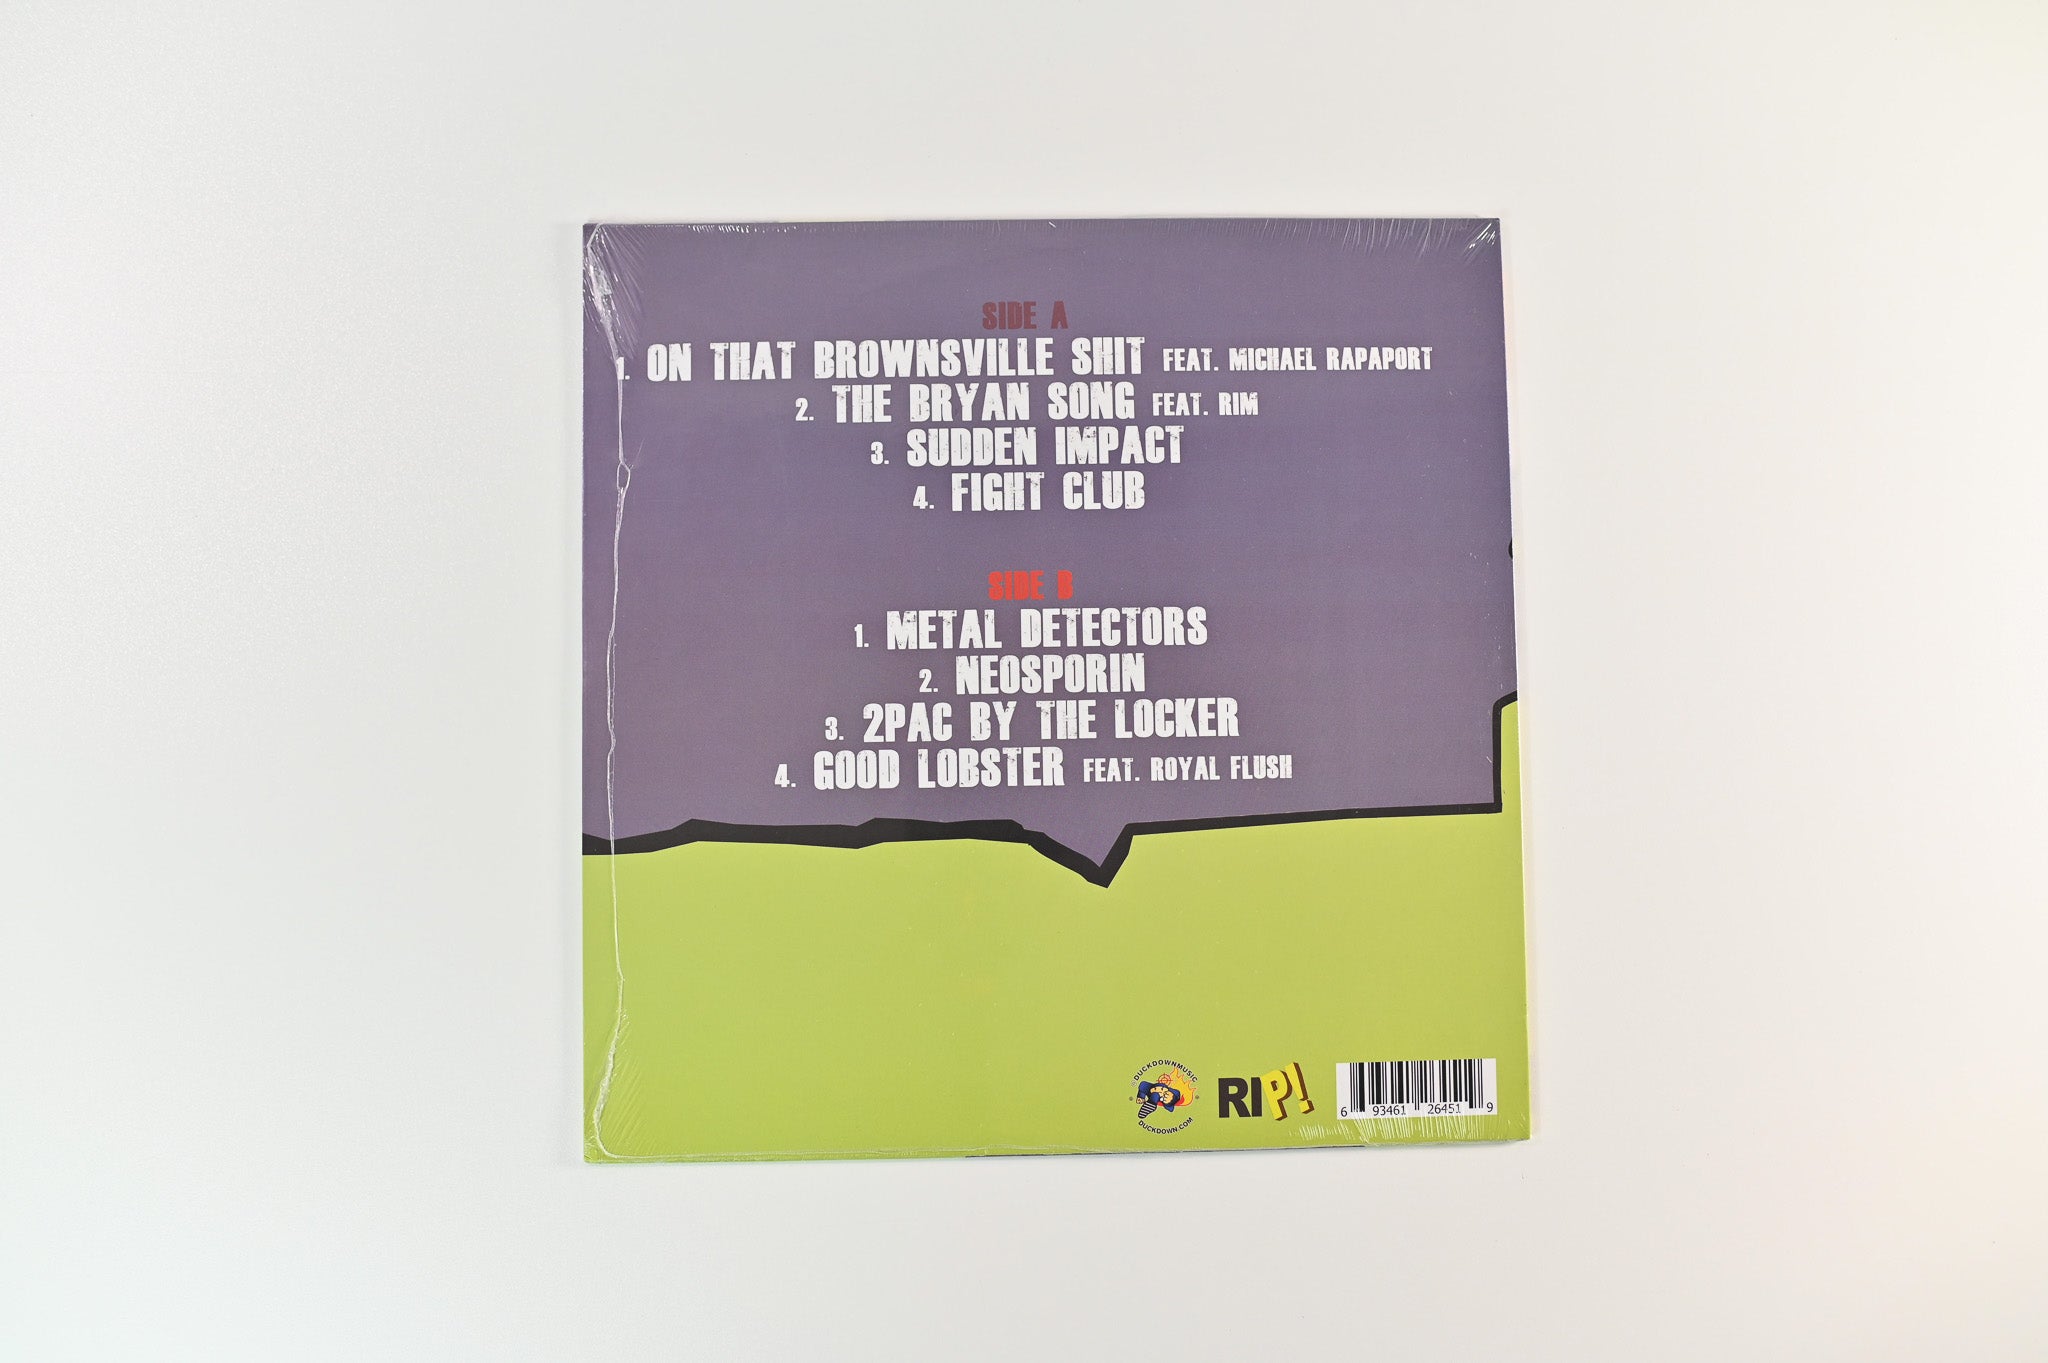 SIDE A
1. ON THAT BROWNSVILLE SHIT FEAT. MICHAEL RAPAPORT
2. THE BRYAN SONG FEAT. RIM
3. SUDDEN IMPACT
4. FIGHT CLUB
SIDE B
1. METAL DETECTORS
2. NEOSPORIN
3. 2PAC BY THE LOCKER
4. GOOD LOBSTER FEAT. ROYAL FLUSH
DUCKDOWNMUSIC
DUCKDOWN.COM
RIP!
6 93461 26451 9